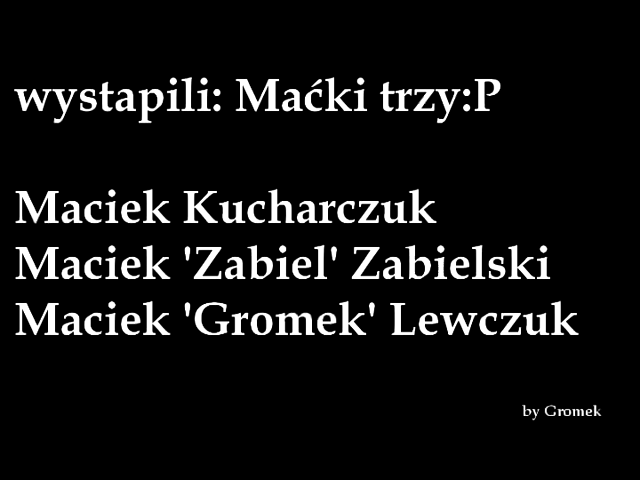 wystapili: Maćki trzy:P
Maciek Kucharczuk
Maciek 'Zabiel' Zabielski
Maciek 'Gromek' Lewczuk
by Gromek